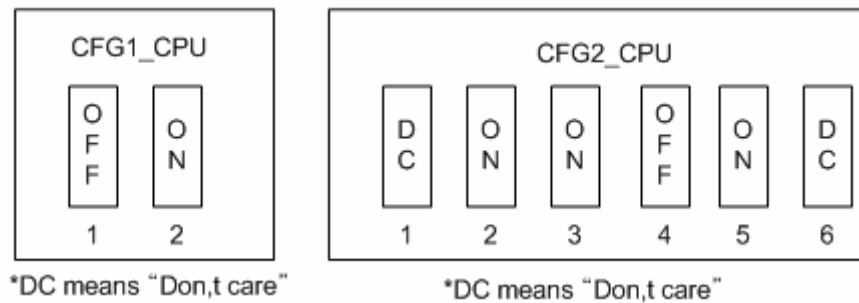 CFG1_CPU
OFF
ON
1 2
*DC means “Don,t care”
CFG2_CPU
DC
ON
ON
OFF
ON
DC
1 2 3 4 5 6
*DC means “Don,t care”